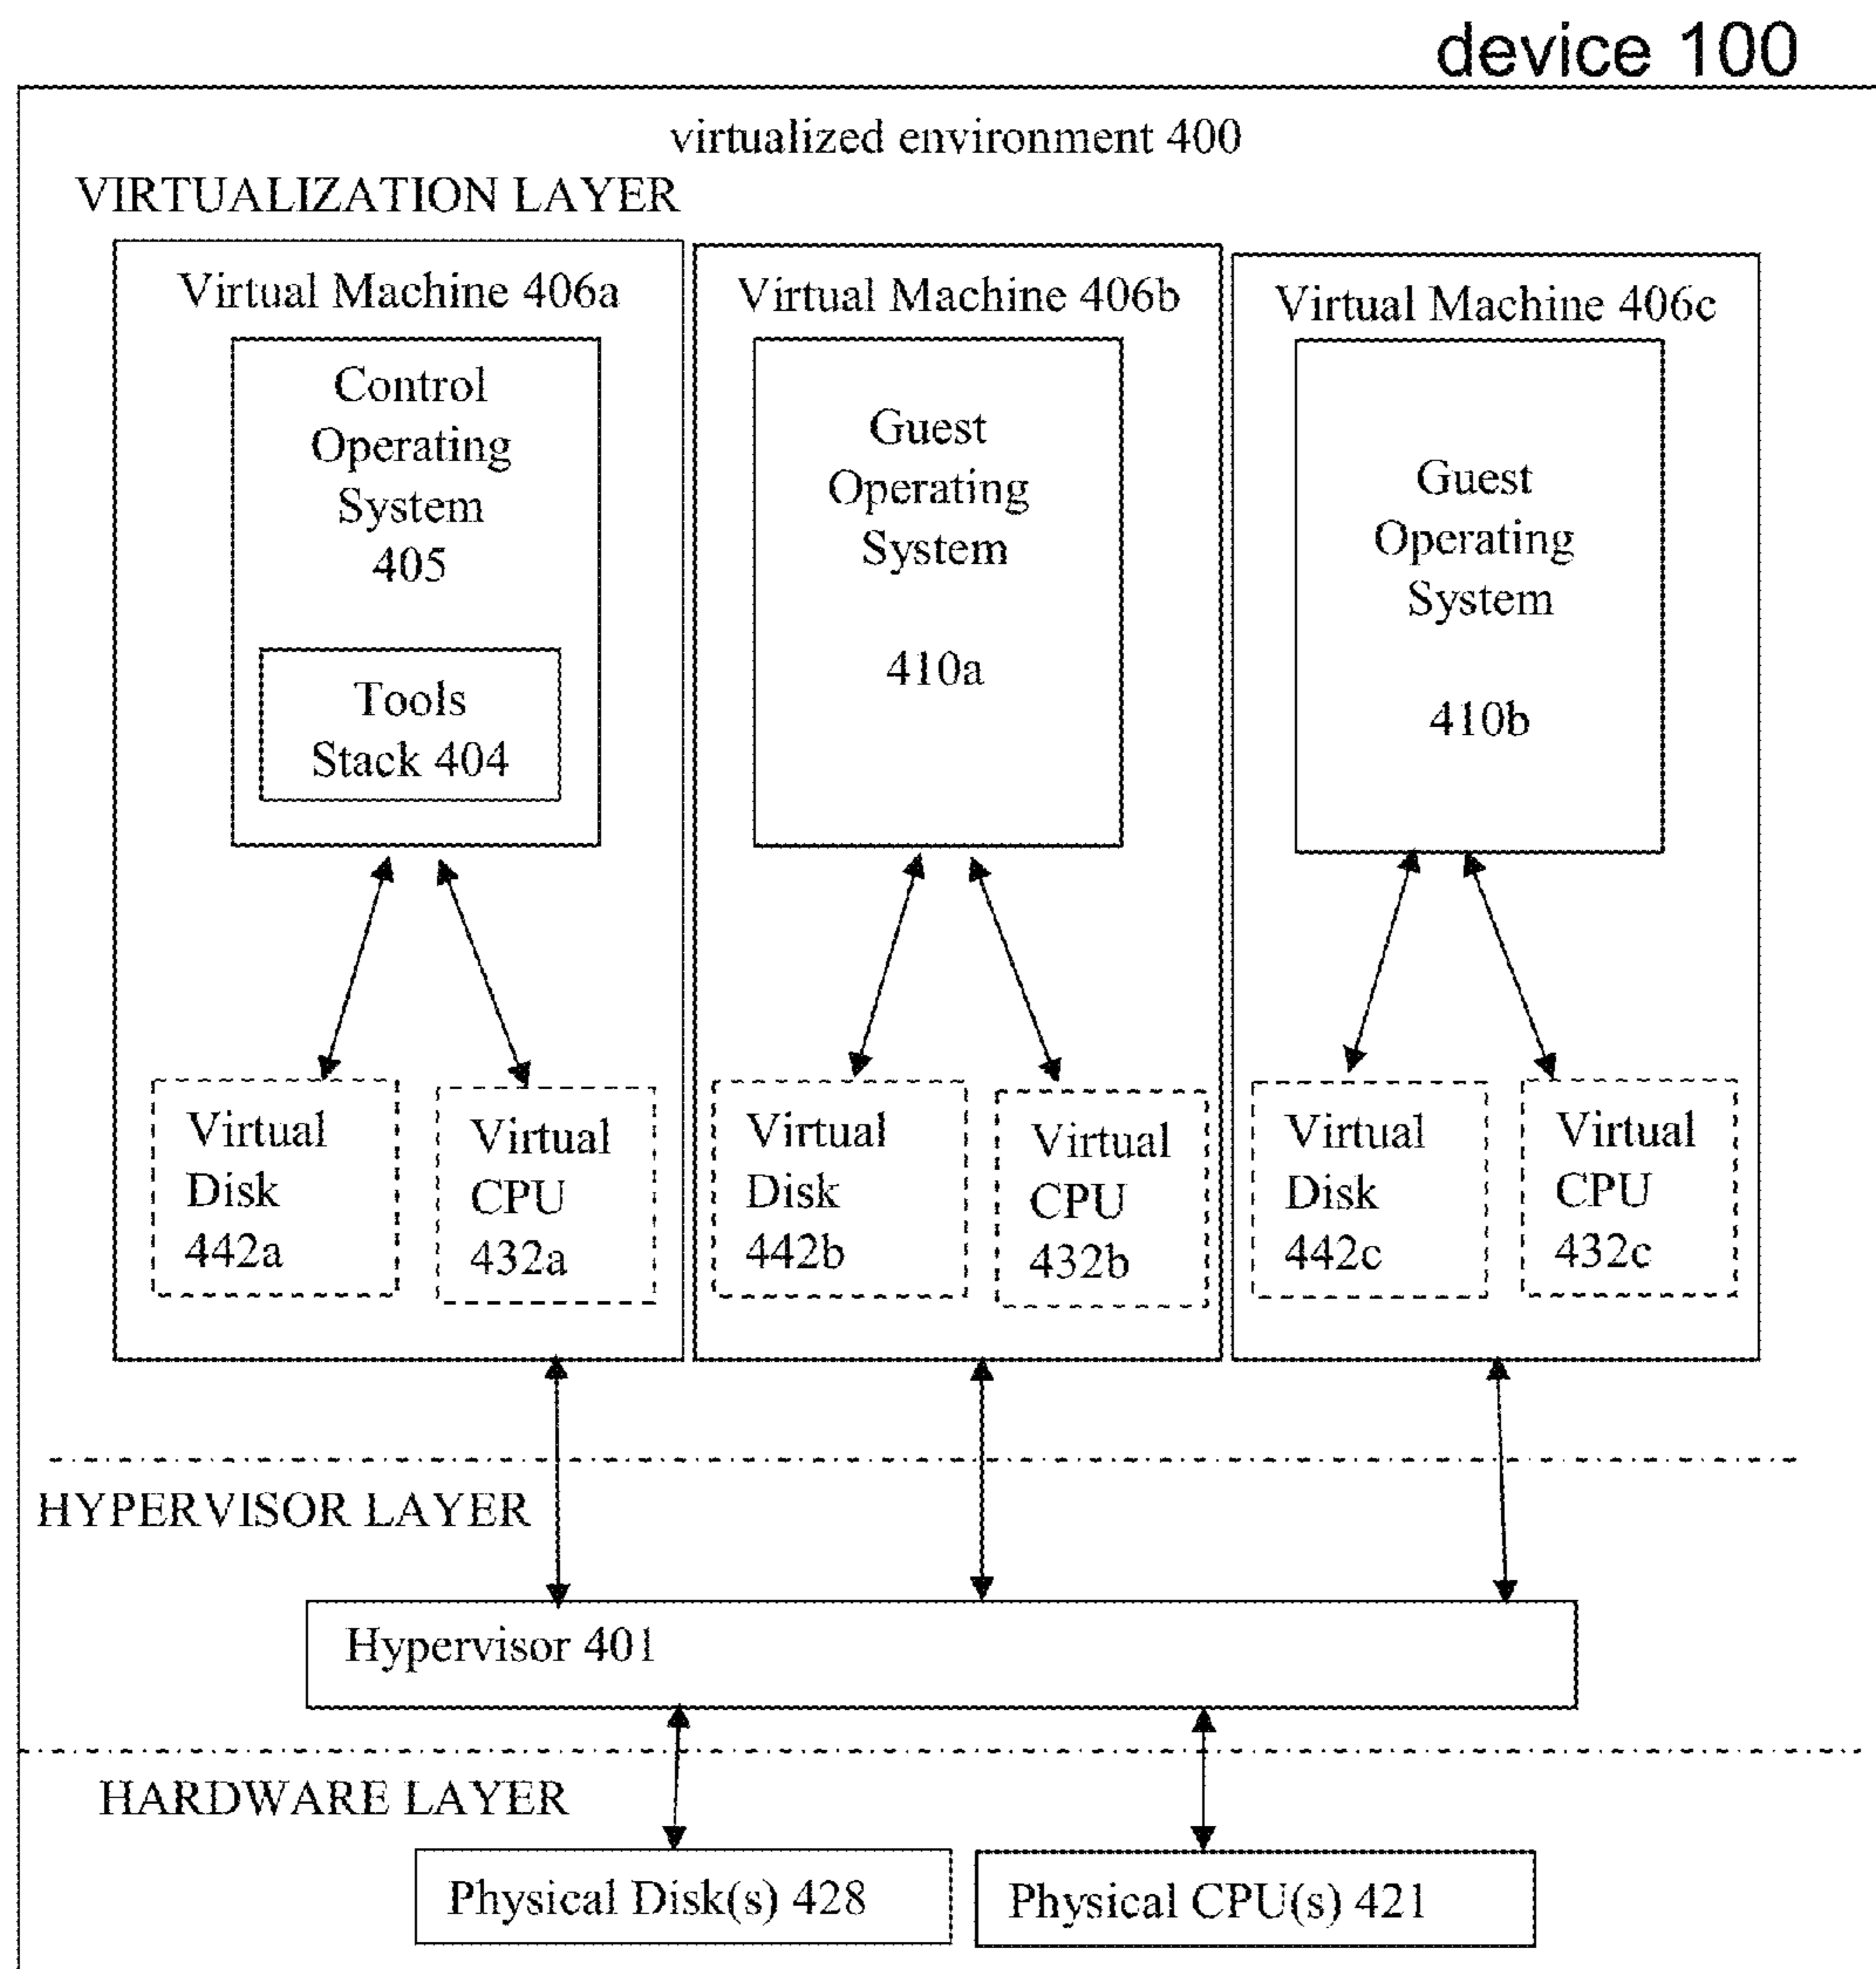 device 100
virtualized environment 400
VIRTUALIZATION LAYER
Virtual Machine 406a
Control
Operating
System
405
Tools
Stack 404
Virtual
Disk
442a
Virtual
CPU
432a
Virtual Machine 406b
Guest
Operating
System
410a
Virtual
Disk
442b
Virtual
CPU
432b
Virtual Machine 406c
Guest
Operating
System
410b
Virtual
Disk
442c
Virtual
CPU
432c
HYPERVISOR LAYER
Hypervisor 401
HARDWARE LAYER
Physical Disk(s) 428
Physical CPU(s) 421